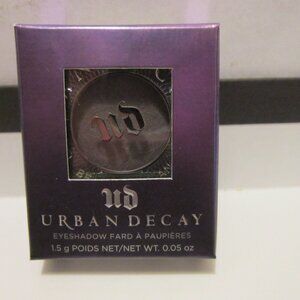 UD
UD
URBAN DECAY
EYESHADOW FARD À PAUPIÈRES
1.5 g POIDS NET/NET WT. 0.05 oz